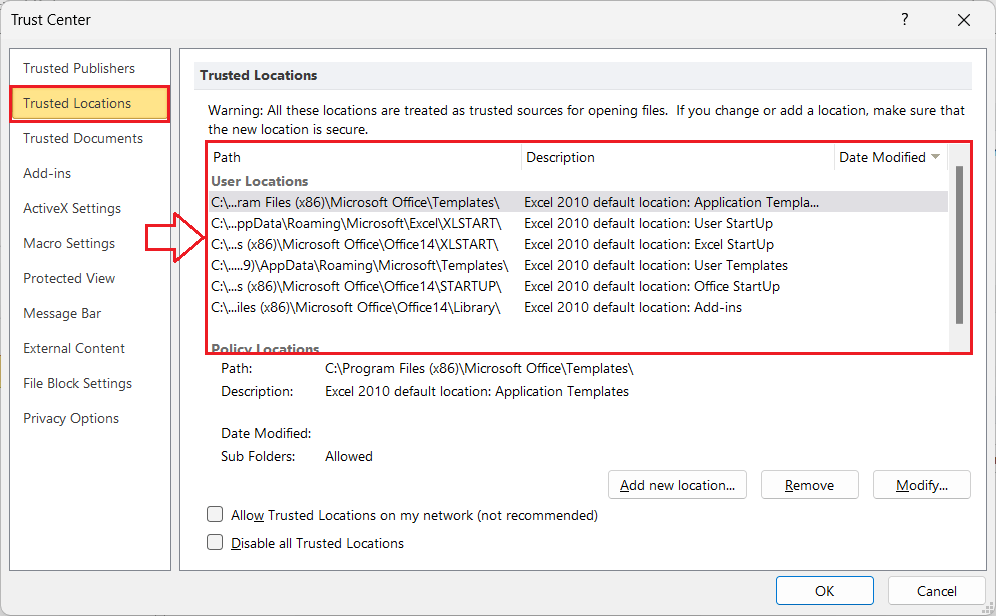 Trust Center
?
Trusted Publishers
Trusted Locations
Trusted Documents
Add-ins
ActiveX Settings
Macro Settings
Protected View
Message Bar
External Content
File Block Settings
Privacy Options
Trusted Locations
Warning: All these locations are treated as trusted sources for opening files.  If you change or add a location, make sure that
the new location is secure.
Path Description Date Modified
User Locations
C:\...ram Files (x86)\Microsoft Office\Templates\ Excel 2010 default location: Application Templa...
C:\...ppData\Roaming\Microsoft\Excel\XLSTART\ Excel 2010 default location: User StartUp
C:\...s (x86)\Microsoft Office\Office14\XLSTART\ Excel 2010 default location: Excel StartUp
C:\.....9)\AppData\Roaming\Microsoft\Templates\ Excel 2010 default location: User Templates
C:\...s (x86)\Microsoft Office\Office14\STARTUP\ Excel 2010 default location: Office StartUp
C:\...iles (x86)\Microsoft Office\Office14\Library\ Excel 2010 default location: Add-ins
Policy Locations
Path: C:\Program Files (x86)\Microsoft Office\Templates\
Description: Excel 2010 default location: Application Templates
Date Modified:
Sub Folders: Allowed
Add new location... Remove Modify...
Allow Trusted Locations on my network (not recommended)
Disable all Trusted Locations
OK Cancel